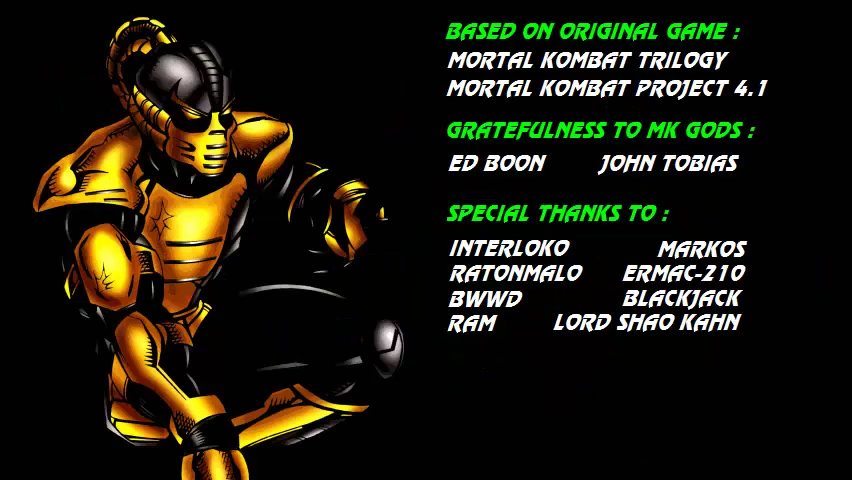 BASED ON ORIGINAL GAME :
MORTAL KOMBAT TRILOGY
MORTAL KOMBAT PROJECT 4.1
GRATEFULNESS TO MK GODS :
ED BOON JOHN TOBIAS
SPECIAL THANKS TO :
INTERLOKO MARKOS
RATONMALO ERMAC-210
BWWD BLACKJACK
RAM LORD SHAO KAHN